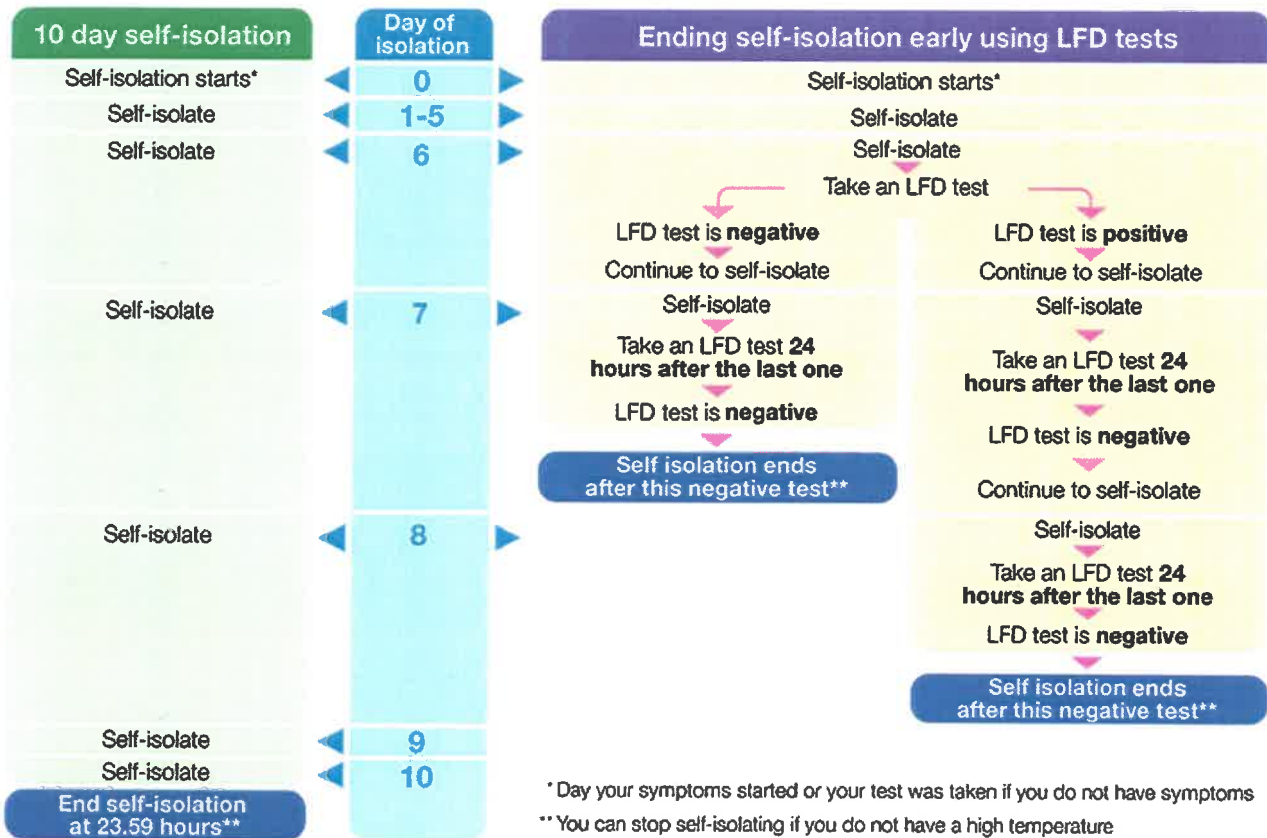 10 day self-isolation
Day of
isolation
Ending self-isolation early using LFD tests
Self-isolation starts*
0
Self-isolation starts*
Self-isolate
1-5
Self-isolate
Self-isolate
6
Self-isolate
Take an LFD test
LFD test is negative
Continue to self-isolate
LFD test is positive
Continue to self-isolate
Self-isolate
7
Self-isolate
Take an LFD test 24
hours after the last one
LFD test is negative
Self isolation ends
after this negative test**
Self-isolate
Take an LFD test 24
hours after the last one
LFD test is negative
Continue to self-isolate
Self-isolate
8
Self-isolate
Take an LFD test 24
hours after the last one
LFD test is negative
Self isolation ends
after this negative test**
Self-isolate
9
Self-isolate
10
End self-isolation
at 23.59 hours**
* Day your symptoms started or your test was taken if you do not have symptoms
** You can stop self-isolating if you do not have a high temperature